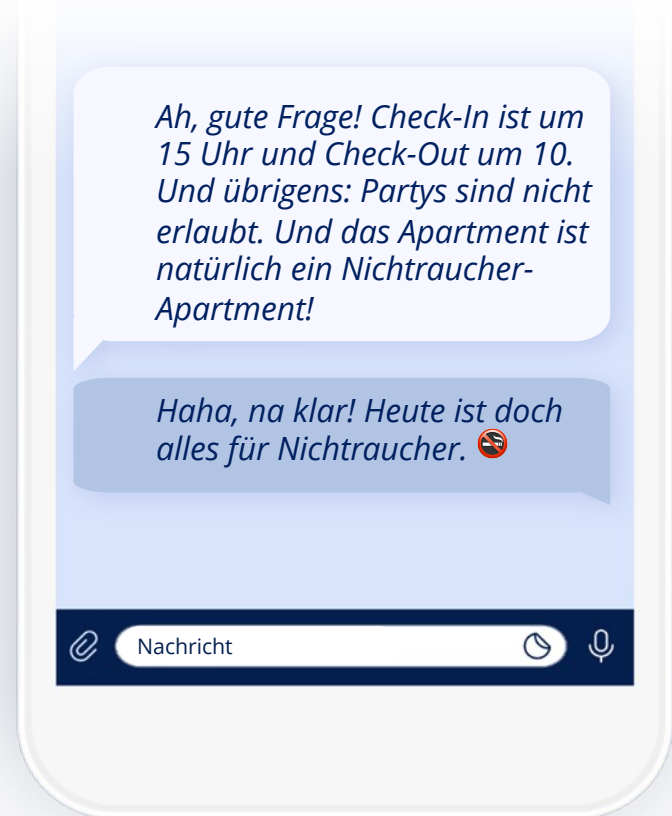 Ah, gute Frage! Check-In ist um
15 Uhr und Check-Out um 10.
Und übrigens: Partys sind nicht
erlaubt. Und das Apartment ist
natürlich ein Nichtraucher-
Apartment!
Haha, na klar! Heute ist doch
alles für Nichtraucher. 🚭
Nachricht